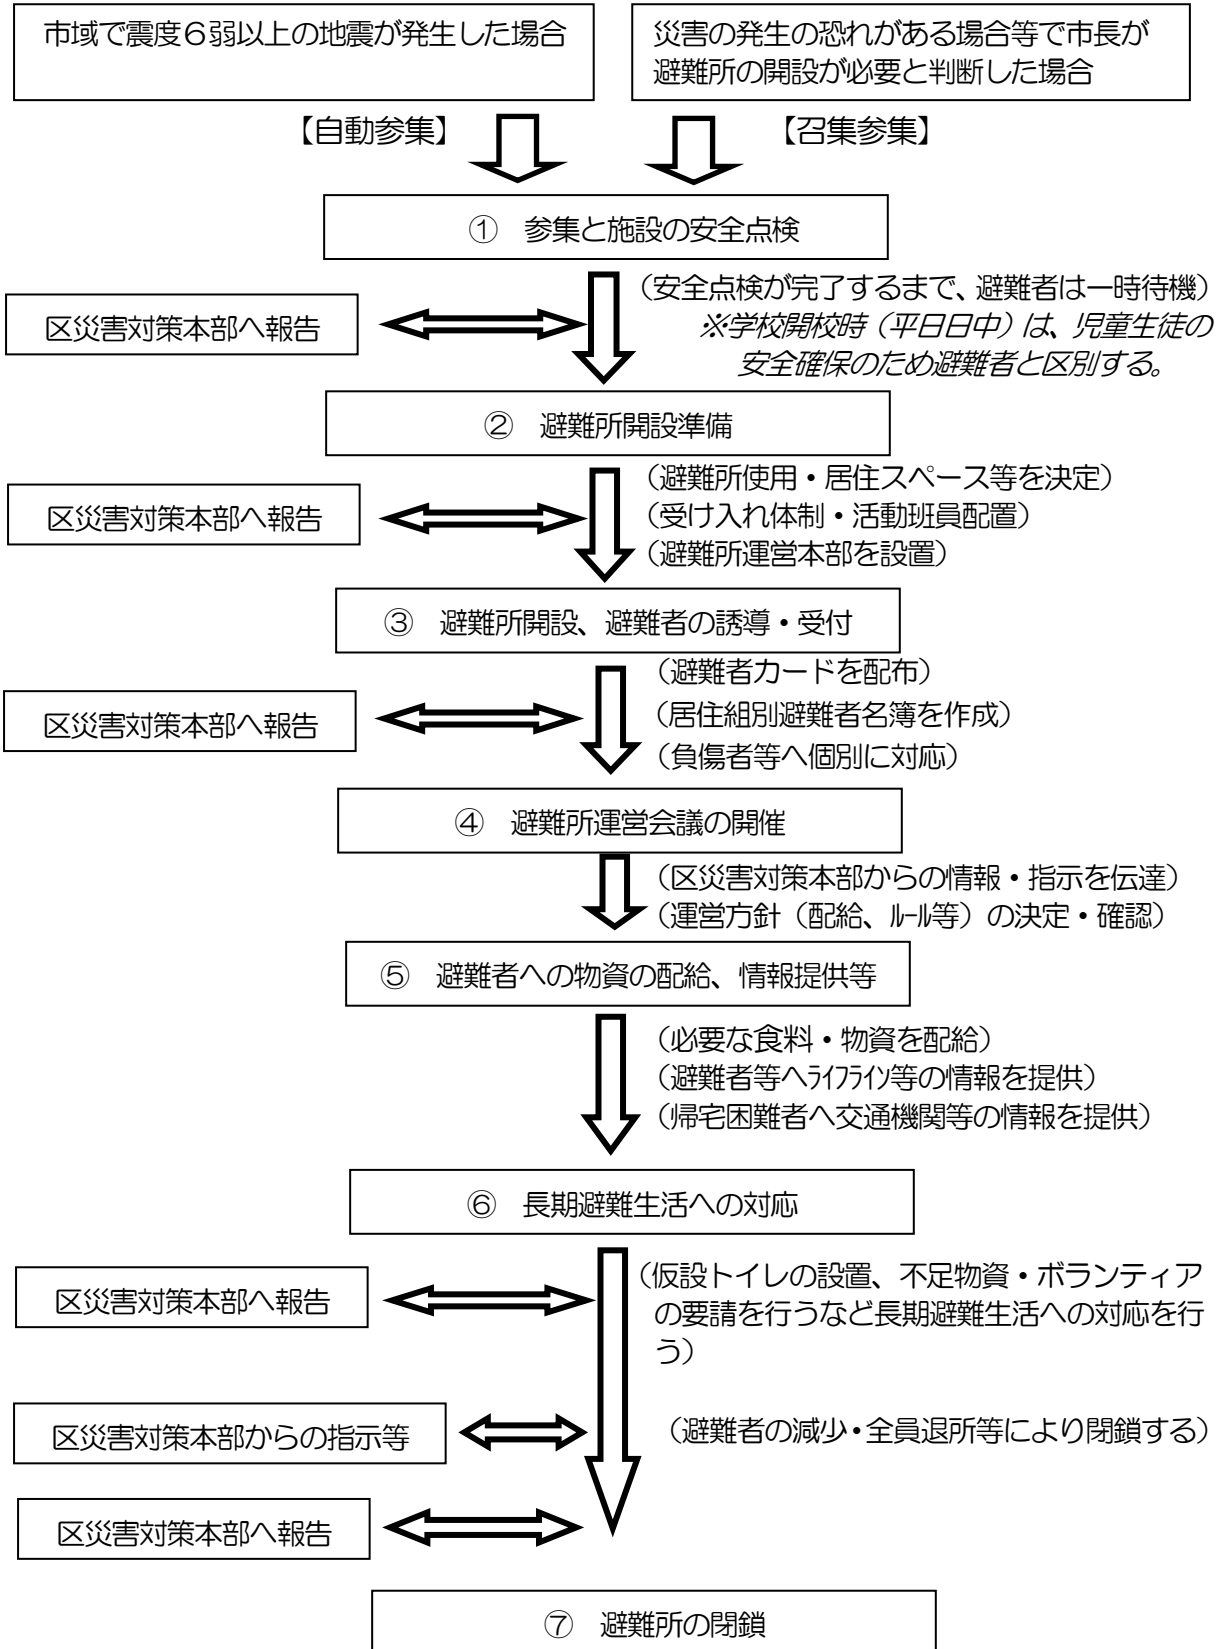 市域で震度６弱以上の地震が発生した場合
災害の発生の恐れがある場合等で市長が
避難所の開設が必要と判断した場合
【自動参集】
【召集参集】
①　参集と施設の安全点検
（安全点検が完了するまで、避難者は一時待機）
区災害対策本部へ報告
※学校開校時（平日日中）は、児童生徒の
安全確保のため避難者と区別する。
②　避難所開設準備
（避難所使用・居住スペース等を決定）
区災害対策本部へ報告
（受け入れ体制・活動班員配置）
（避難所運営本部を設置）
③　避難所開設、避難者の誘導・受付
（避難者カードを配布）
区災害対策本部へ報告
（居住組別避難者名簿を作成）
（負傷者等へ個別に対応）
④　避難所運営会議の開催
（区災害対策本部からの情報・指示を伝達）
（運営方針（配給、ﾙｰﾙ等）の決定・確認）
⑤　避難者への物資の配給、情報提供等
（必要な食料・物資を配給）
（避難者等へﾗｲﾌﾗｲﾝ等の情報を提供）
（帰宅困難者へ交通機関等の情報を提供）
⑥　長期避難生活への対応
区災害対策本部へ報告
（仮設トイレの設置、不足物資・ボランティア
の要請を行うなど長期避難生活への対応を行
う）
区災害対策本部からの指示等
（避難者の減少・全員退所等により閉鎖する）
区災害対策本部へ報告
⑦　避難所の閉鎖